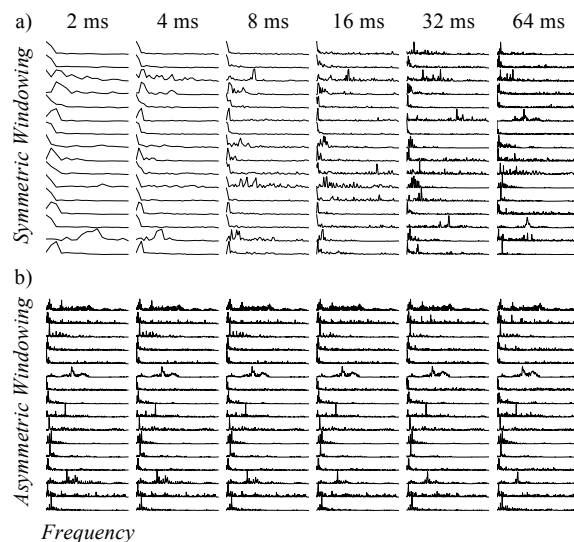 a) 2 ms 4 ms 8 ms 16 ms 32 ms 64 ms
Symmetric Windowing
b)
Asymmetric Windowing
Frequency